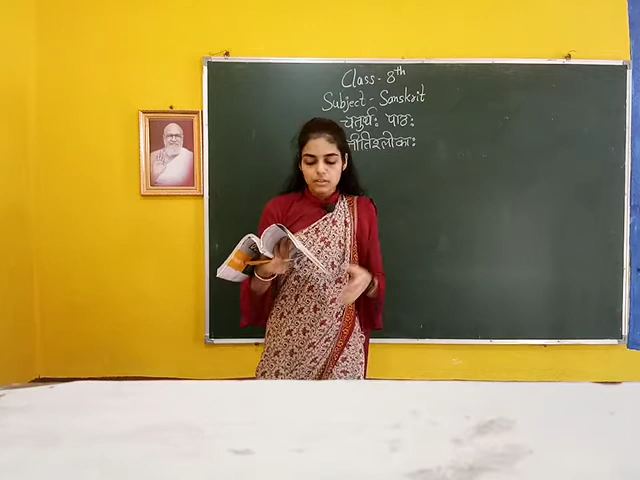 Class - 8th
Subject - Sanskrit
चतुर्थः पाठः
नीतिश्लोकाः